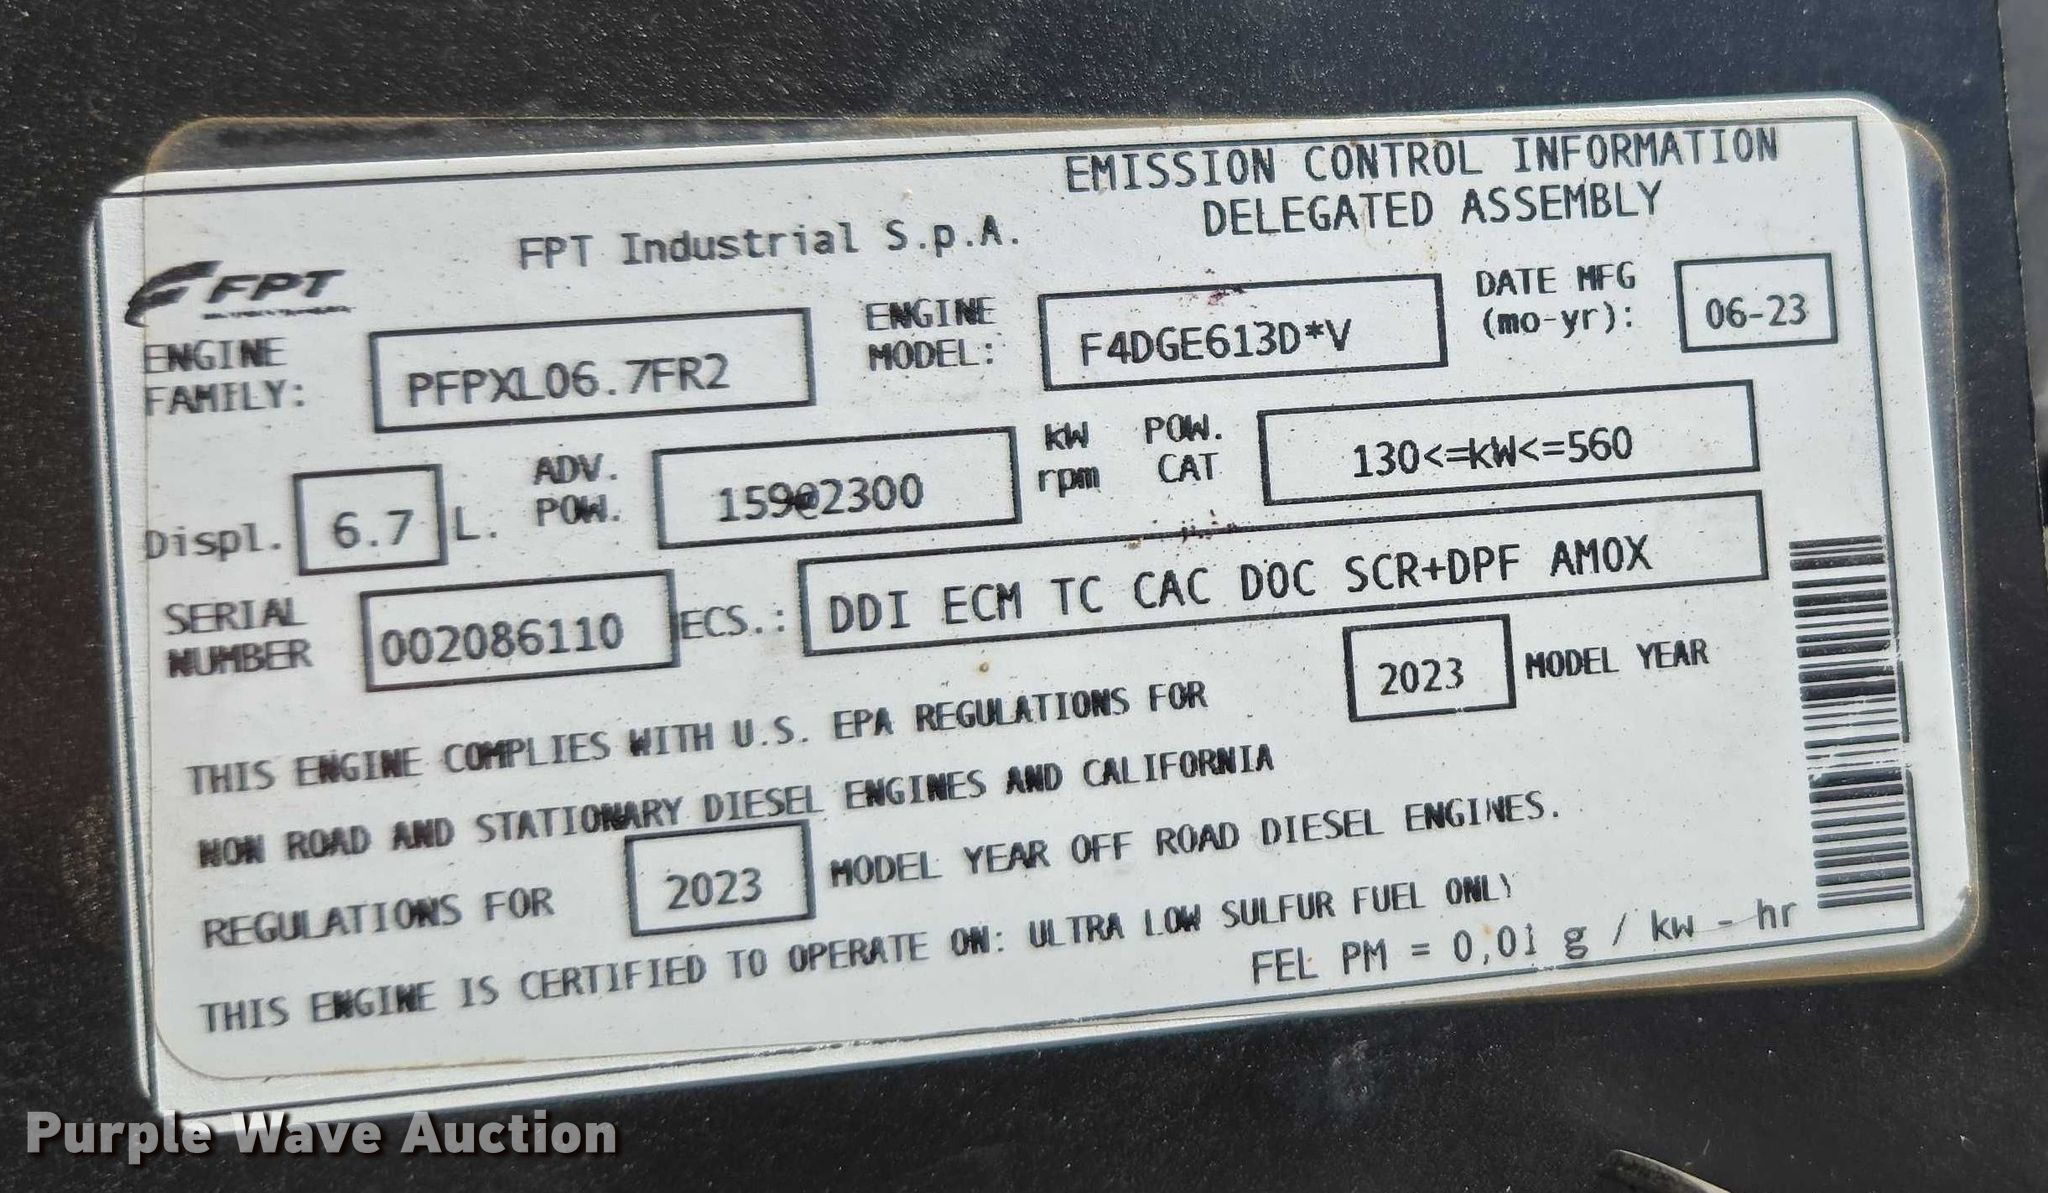 EMISSION CONTROL INFORMATION
DELEGATED ASSEMBLY
FPT Industrial S.p.A.
FPT
ENGINE FAMILY: PFPXL06.7FR2 ENGINE MODEL: F4DGE613D*V DATE MFG (mo-yr): 06-23
Displ. 6.7 L. ADV. POW. 159@2300 kW rpm POW. CAT 130<=kW<=560
SERIAL NUMBER 002086110 ECS.: DDI ECM TC CAC DOC SCR+DPF AMOX
THIS ENGINE COMPLIES WITH U.S. EPA REGULATIONS FOR 2023 MODEL YEAR
NON ROAD AND STATIONARY DIESEL ENGINES AND CALIFORNIA
REGULATIONS FOR 2023 MODEL YEAR OFF ROAD DIESEL ENGINES.
THIS ENGINE IS CERTIFIED TO OPERATE ON: ULTRA LOW SULFUR FUEL ONLY
FEL PM = 0,01 g / kw - hr
Purple Wave Auction